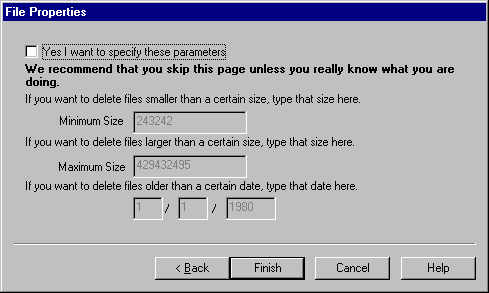 File Properties
Yes I want to specify these parameters
We recommend that you skip this page unless you really know what you are
doing.
If you want to delete files smaller than a certain size, type that size here.
Minimum Size 243242
If you want to delete files larger than a certain size, type that size here.
Maximum Size 429432495
If you want to delete files older than a certain date, type that date here.
1 / 1 / 1980
< Back Finish Cancel Help